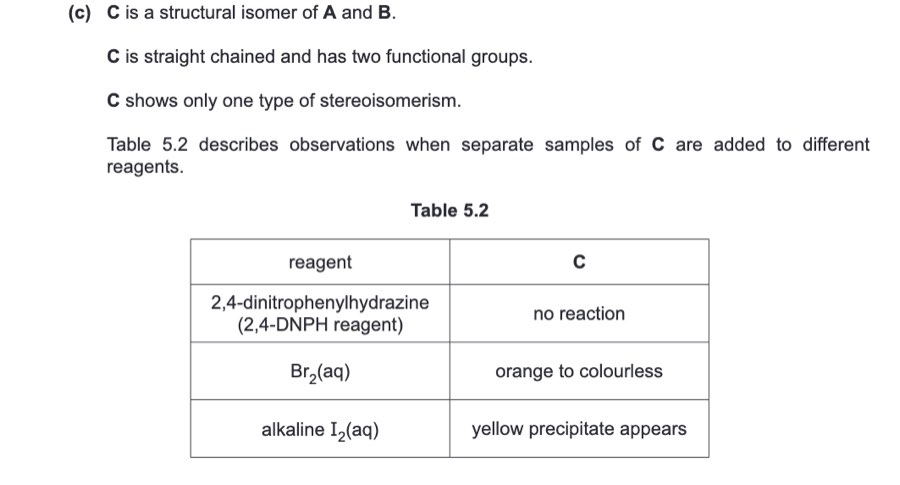 (c) C is a structural isomer of A and B.
C is straight chained and has two functional groups.
C shows only one type of stereoisomerism.
Table 5.2 describes observations when separate samples of C are added to different
reagents.
Table 5.2
reagent C
2,4-dinitrophenylhydrazine
(2,4-DNPH reagent) no reaction
Br₂(aq) orange to colourless
alkaline I₂(aq) yellow precipitate appears